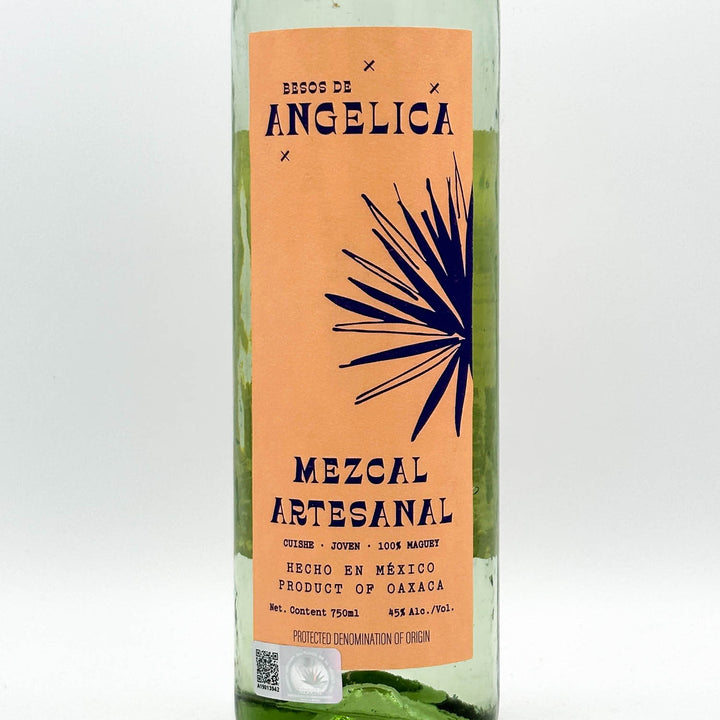 BESOS DE
ANGELICA
MEZCAL
ARTESANAL
CUISHE · JOVEN · 100% MAGUEY
HECHO EN MÉXICO
PRODUCT OF OAXACA
Net. Content 750ml 45% Alc./Vol.
PROTECTED DENOMINATION OF ORIGIN